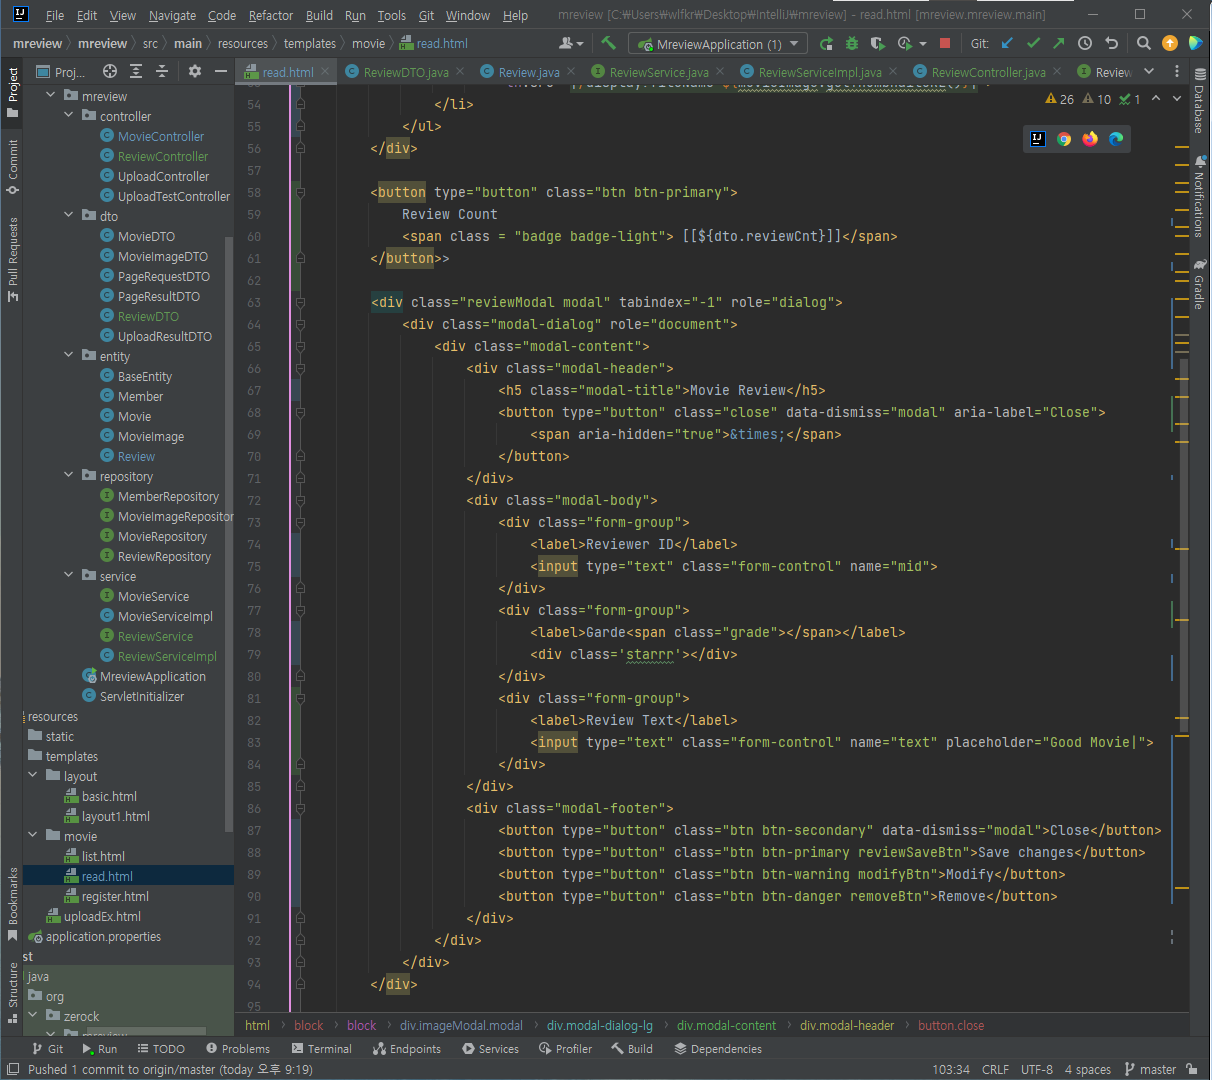 File Edit View Navigate Code Refactor Build Run Tools Git Window Help mreview [C:₩Users₩wlfkr₩Desktop₩IntelliJ₩mreview] - read.html [mreview.mreview.main]
mreview mreview src main resources templates movie read.html MreviewApplication (1) Git:
Proj... read.html ReviewDTO.java Review.java ReviewService.java ReviewServiceImpl.java ReviewController.java Review
Project
Commit
Pull Requests
Bookmarks
Structure
mreview
controller
MovieController
ReviewController
UploadController
UploadTestController
dto
MovieDTO
MovieImageDTO
PageRequestDTO
PageResultDTO
ReviewDTO
UploadResultDTO
entity
BaseEntity
Member
Movie
MovieImage
Review
repository
MemberRepository
MovieImageRepositor
MovieRepository
ReviewRepository
service
MovieService
MovieServiceImpl
ReviewService
ReviewServiceImpl
MreviewApplication
ServletInitializer
resources
static
templates
layout
basic.html
layout1.html
movie
list.html
read.html
register.html
uploadEx.html
application.properties
st
java
org
zerock
26 10 1
54 </li>
55 </ul>
56 </div>
57
58 <button type="button" class="btn btn-primary">
59 Review Count
60 <span class = "badge badge-light"> [[${dto.reviewCnt}]]</span>
61 </button>>
62
63 <div class="reviewModal modal" tabindex="-1" role="dialog">
64 <div class="modal-dialog" role="document">
65 <div class="modal-content">
66 <div class="modal-header">
67 <h5 class="modal-title">Movie Review</h5>
68 <button type="button" class="close" data-dismiss="modal" aria-label="Close">
69 <span aria-hidden="true">&times;</span>
70 </button>
71 </div>
72 <div class="modal-body">
73 <div class="form-group">
74 <label>Reviewer ID</label>
75 <input type="text" class="form-control" name="mid">
76 </div>
77 <div class="form-group">
78 <label>Garde<span class="grade"></span></label>
79 <div class='starrr'></div>
80 </div>
81 <div class="form-group">
82 <label>Review Text</label>
83 <input type="text" class="form-control" name="text" placeholder="Good Movie|">
84 </div>
85 </div>
86 <div class="modal-footer">
87 <button type="button" class="btn btn-secondary" data-dismiss="modal">Close</button>
88 <button type="button" class="btn btn-primary reviewSaveBtn">Save changes</button>
89 <button type="button" class="btn btn-warning modifyBtn">Modify</button>
90 <button type="button" class="btn btn-danger removeBtn">Remove</button>
91 </div>
92 </div>
93 </div>
94 </div>
95
Database
Notifications
Gradle
html block block div.imageModal.modal div.modal-dialog-lg div.modal-content div.modal-header button.close
Git Run TODO Problems Terminal Endpoints Services Profiler Build Dependencies
Pushed 1 commit to origin/master (today 오후 9:19) 103:34 CRLF UTF-8 4 spaces master